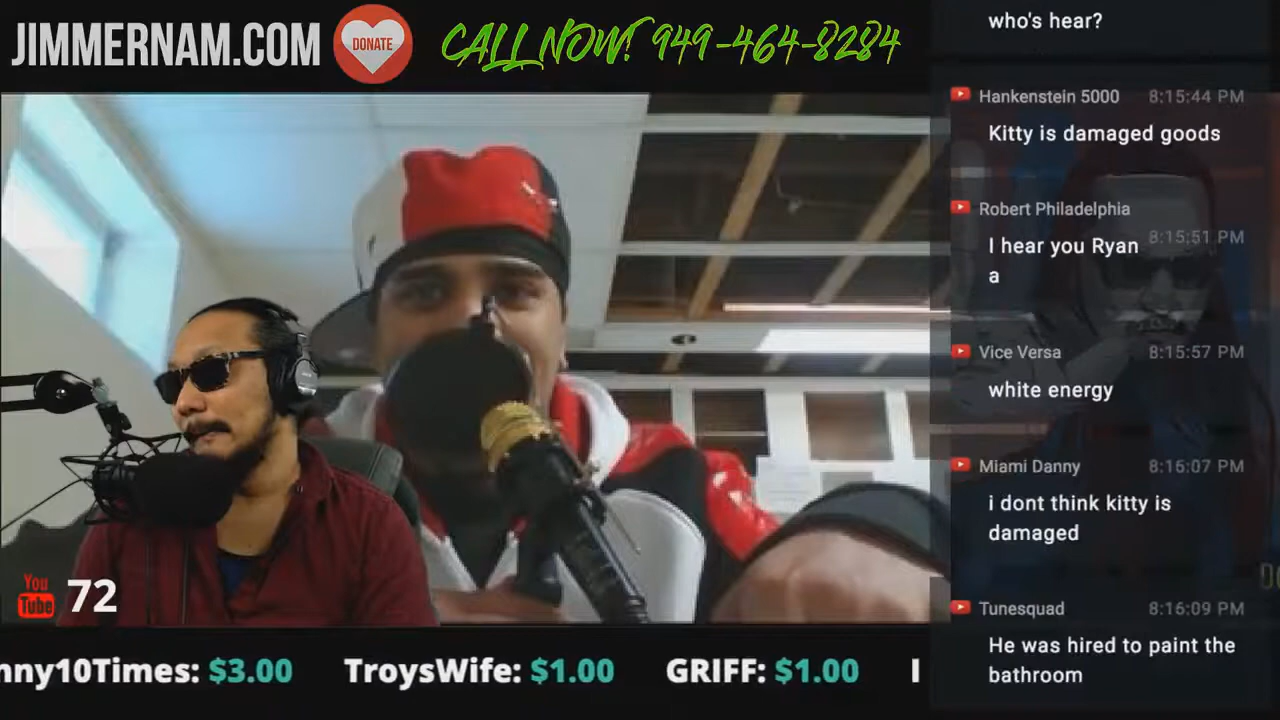 JIMMERNAM.COM
DONATE
CALL NOW! 949-464-8284
who's hear?
Hankenstein 5000 8:15:44 PM
Kitty is damaged goods
Robert Philadelphia
8:15:51 PM
I hear you Ryan
a
Vice Versa 8:15:57 PM
white energy
Miami Danny 8:16:07 PM
i dont think kitty is
damaged
Tunesquad 8:16:09 PM
He was hired to paint the
bathroom
You
Tube
72
nny10Times: $3.00 TroysWife: $1.00 GRIFF: $1.00